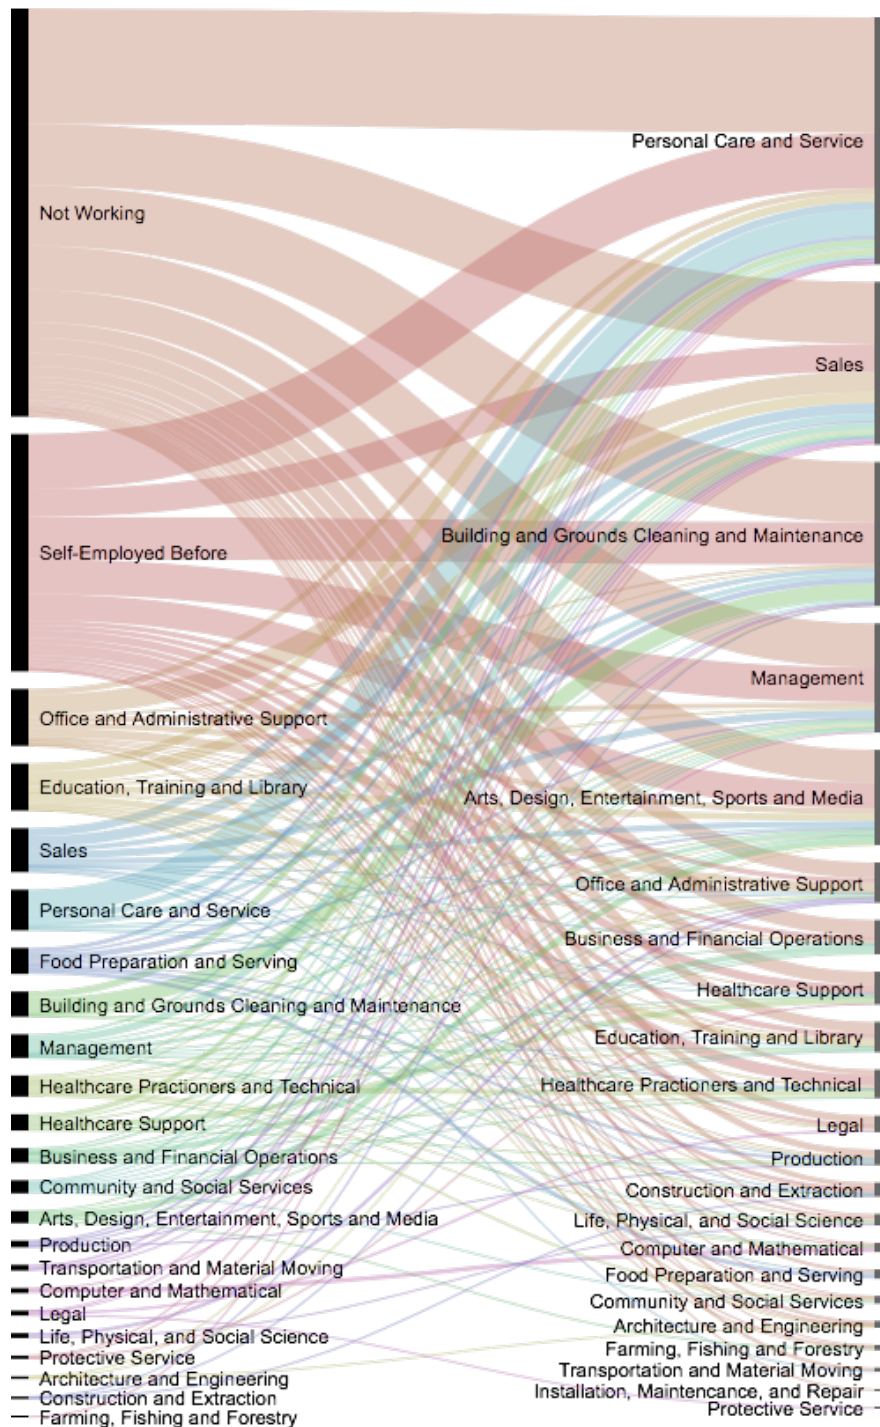 Not Working
Self-Employed Before
Office and Administrative Support
Education, Training and Library
Sales
Personal Care and Service
Food Preparation and Serving
Building and Grounds Cleaning and Maintenance
Management
Healthcare Practioners and Technical
Healthcare Support
Business and Financial Operations
Community and Social Services
Arts, Design, Entertainment, Sports and Media
Production
Transportation and Material Moving
Computer and Mathematical
Legal
Life, Physical, and Social Science
Protective Service
Architecture and Engineering
Construction and Extraction
Farming, Fishing and Forestry
Personal Care and Service
Sales
Building and Grounds Cleaning and Maintenance
Management
Arts, Design, Entertainment, Sports and Media
Office and Administrative Support
Business and Financial Operations
Healthcare Support
Education, Training and Library
Healthcare Practioners and Technical
Legal
Production
Construction and Extraction
Life, Physical, and Social Science
Computer and Mathematical
Food Preparation and Serving
Community and Social Services
Architecture and Engineering
Farming, Fishing and Forestry
Transportation and Material Moving
Installation, Maintencance, and Repair
Protective Service